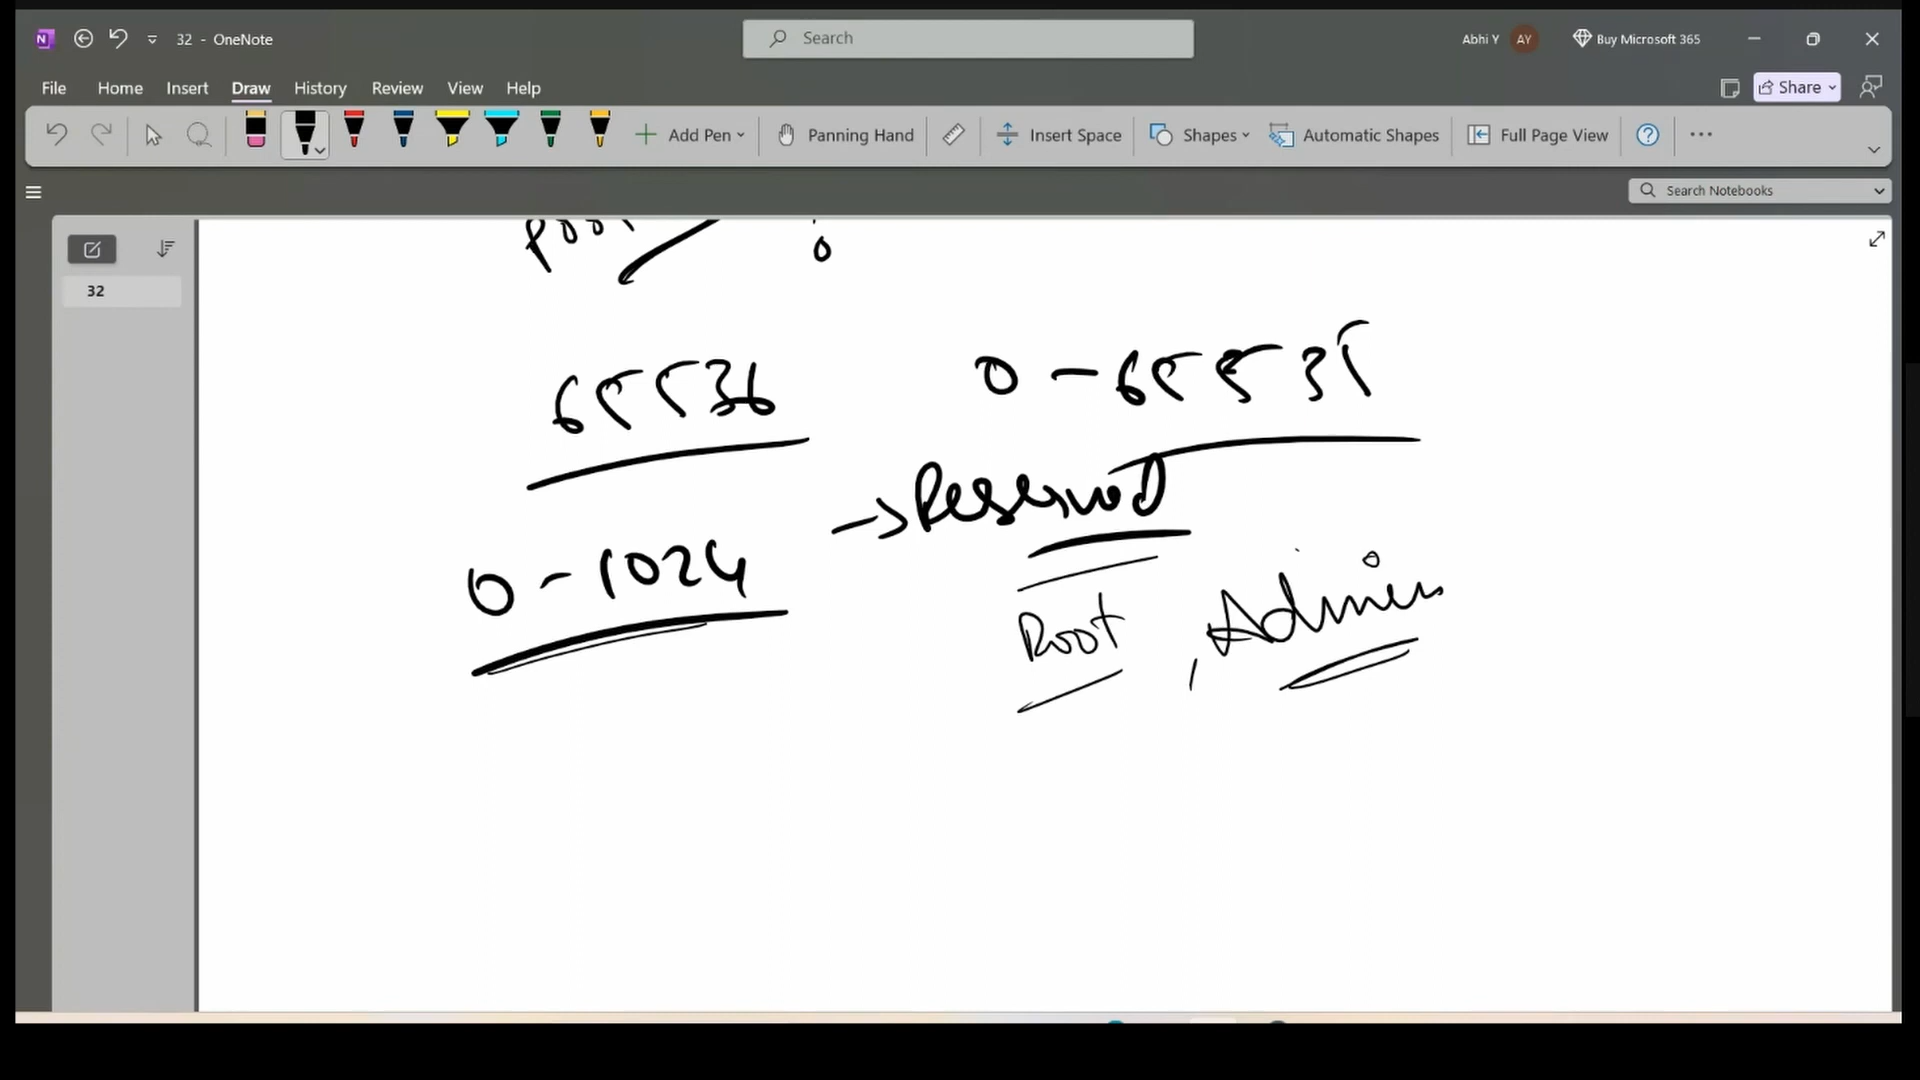 32 - OneNote
Search
Abhi Y AY
Buy Microsoft 365
File Home Insert Draw History Review View Help
Share
Add Pen Panning Hand Insert Space Shapes Automatic Shapes Full Page View
Search Notebooks
32
65536 0-65535
→Reserved
0-1024
Root , Admin